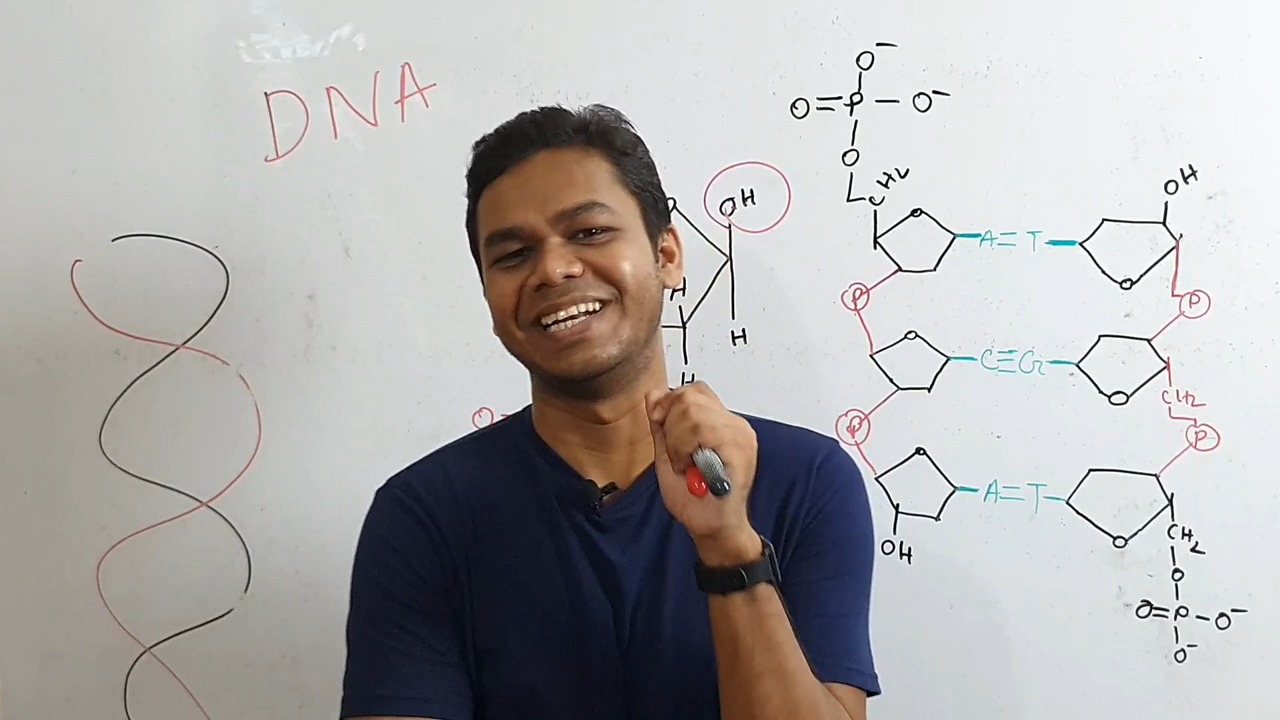 DNA
O⁻
O=P–O⁻
O
CH2
OH
A=T
P
P
OH
H
H
H
O
C≡G
CH2
P
P
A=T
OH
CH2
O
O=P–O⁻
O⁻